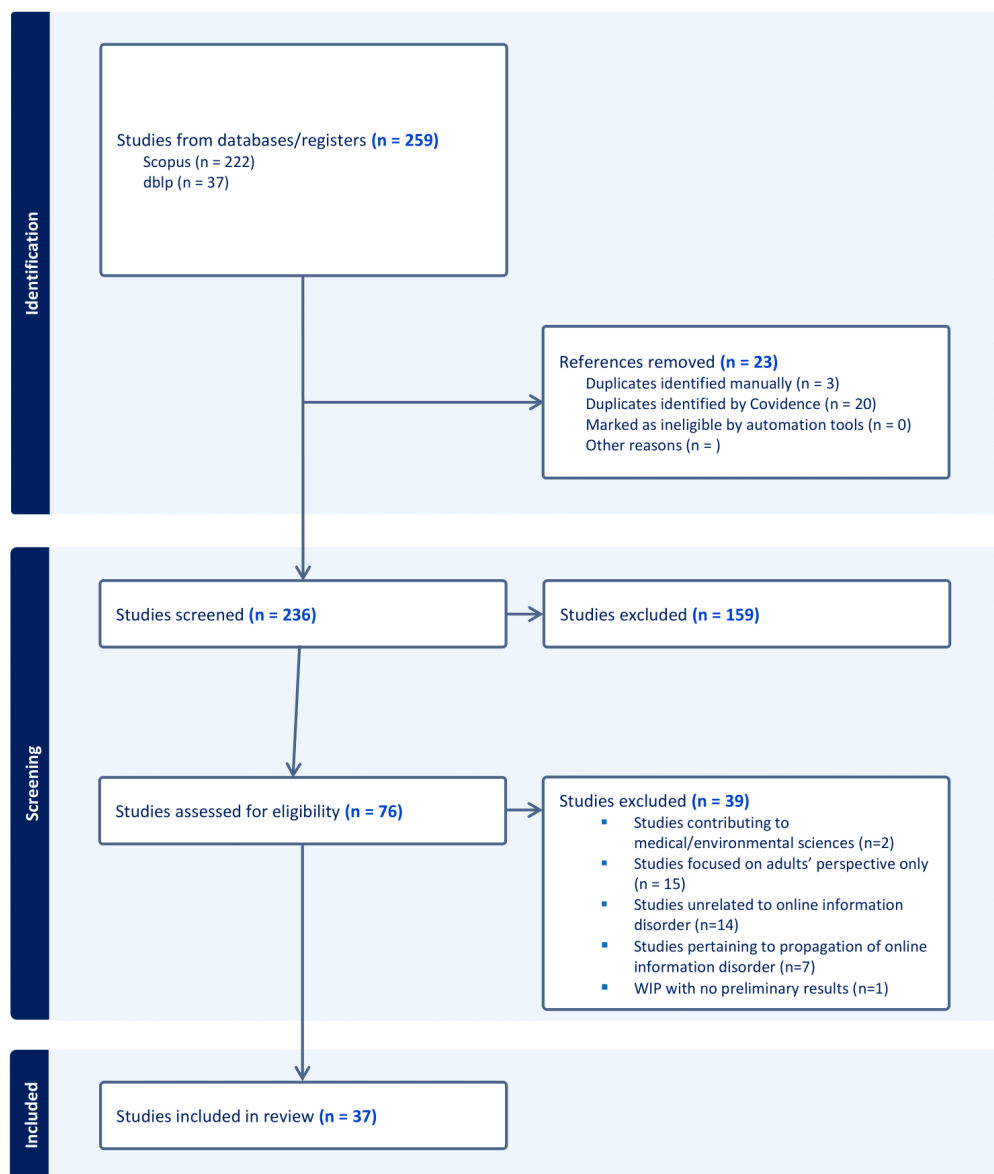 Identification
Studies from databases/registers (n = 259)
Scopus (n = 222)
dblp (n = 37)
References removed (n = 23)
Duplicates identified manually (n = 3)
Duplicates identified by Covidence (n = 20)
Marked as ineligible by automation tools (n = 0)
Other reasons (n = )
Screening
Studies screened (n = 236)
Studies excluded (n = 159)
Studies assessed for eligibility (n = 76)
Studies excluded (n = 39)
▪ Studies contributing to
medical/environmental sciences (n=2)
▪ Studies focused on adults’ perspective only
(n = 15)
▪ Studies unrelated to online information
disorder (n=14)
▪ Studies pertaining to propagation of online
information disorder (n=7)
▪ WIP with no preliminary results (n=1)
Included
Studies included in review (n = 37)